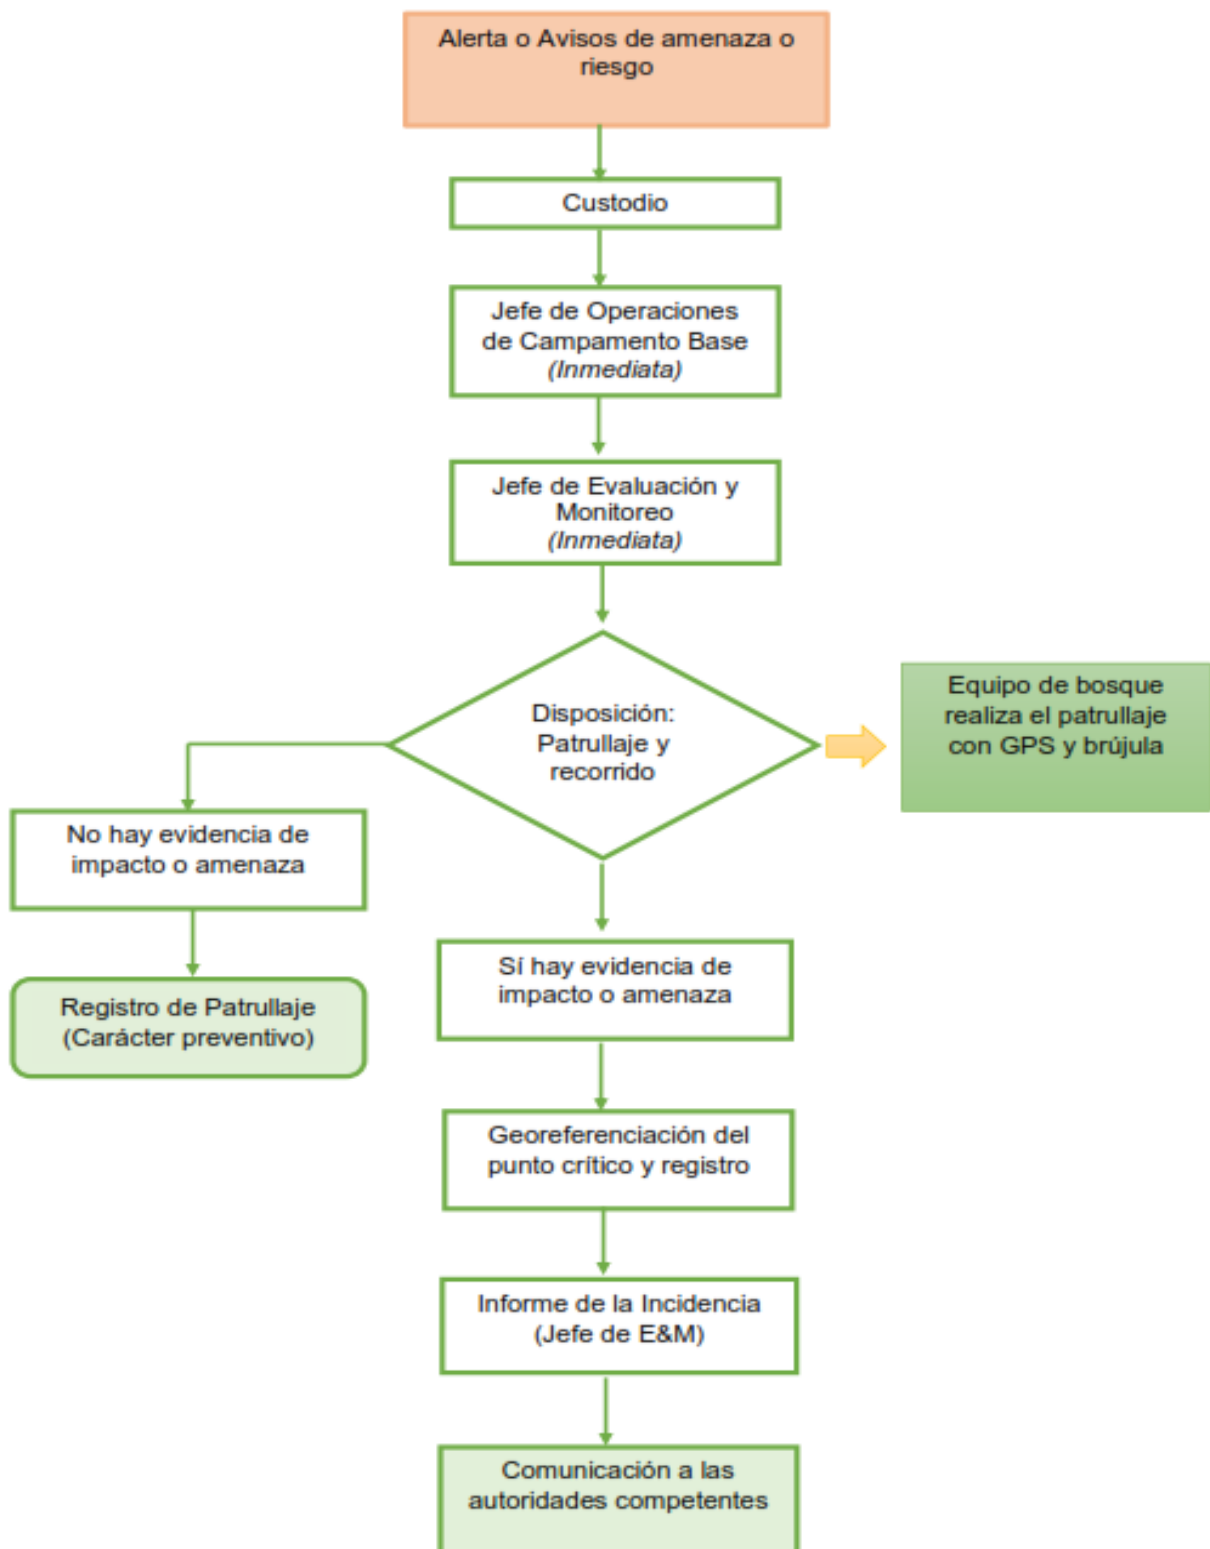 Alerta o Avisos de amenaza o
riesgo
Custodio
Jefe de Operaciones
de Campamento Base
(Inmediata)
Jefe de Evaluación y
Monitoreo
(Inmediata)
Disposición:
Patrullaje y
recorrido
Equipo de bosque
realiza el patrullaje
con GPS y brújula
No hay evidencia de
impacto o amenaza
Registro de Patrullaje
(Carácter preventivo)
Sí hay evidencia de
impacto o amenaza
Georeferenciación del
punto crítico y registro
Informe de la Incidencia
(Jefe de E&M)
Comunicación a las
autoridades competentes